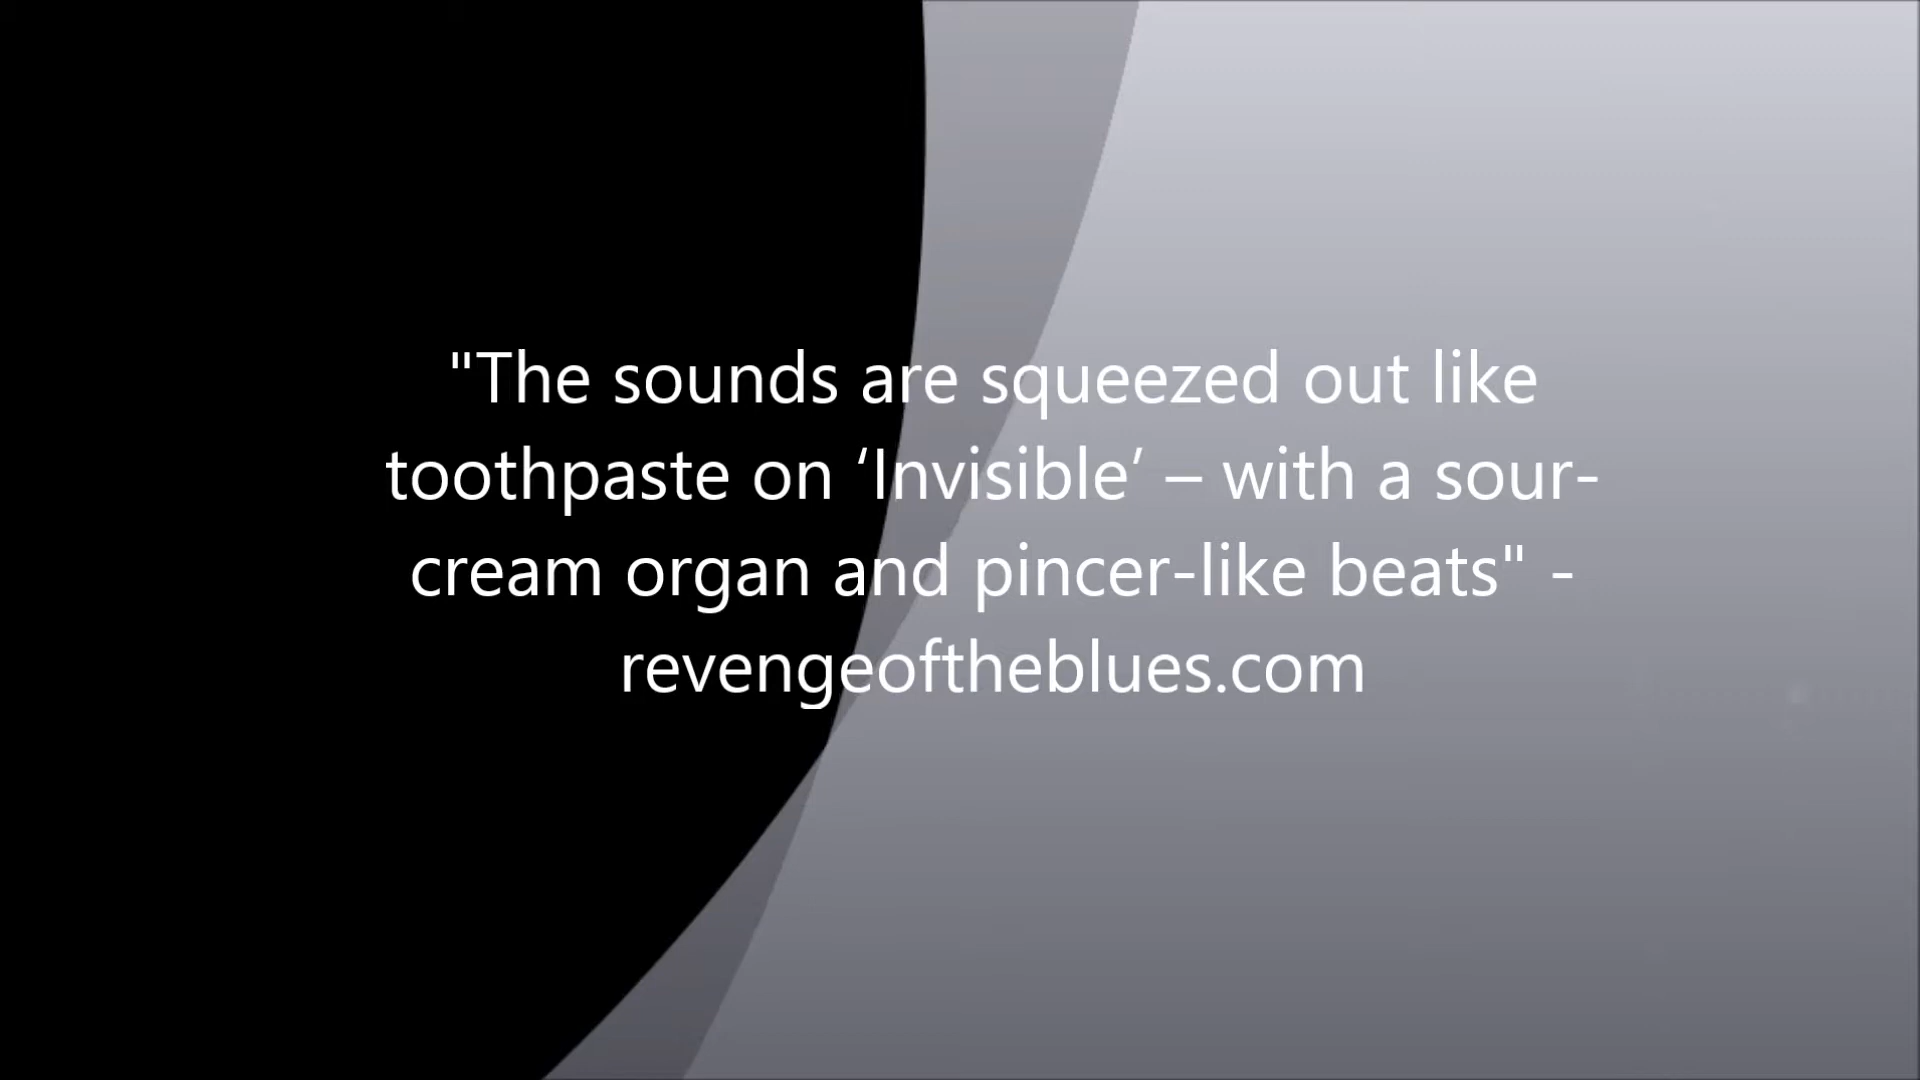 "The sounds are squeezed out like
toothpaste on ‘Invisible’ – with a sour-
cream organ and pincer-like beats" -
revengeoftheblues.com